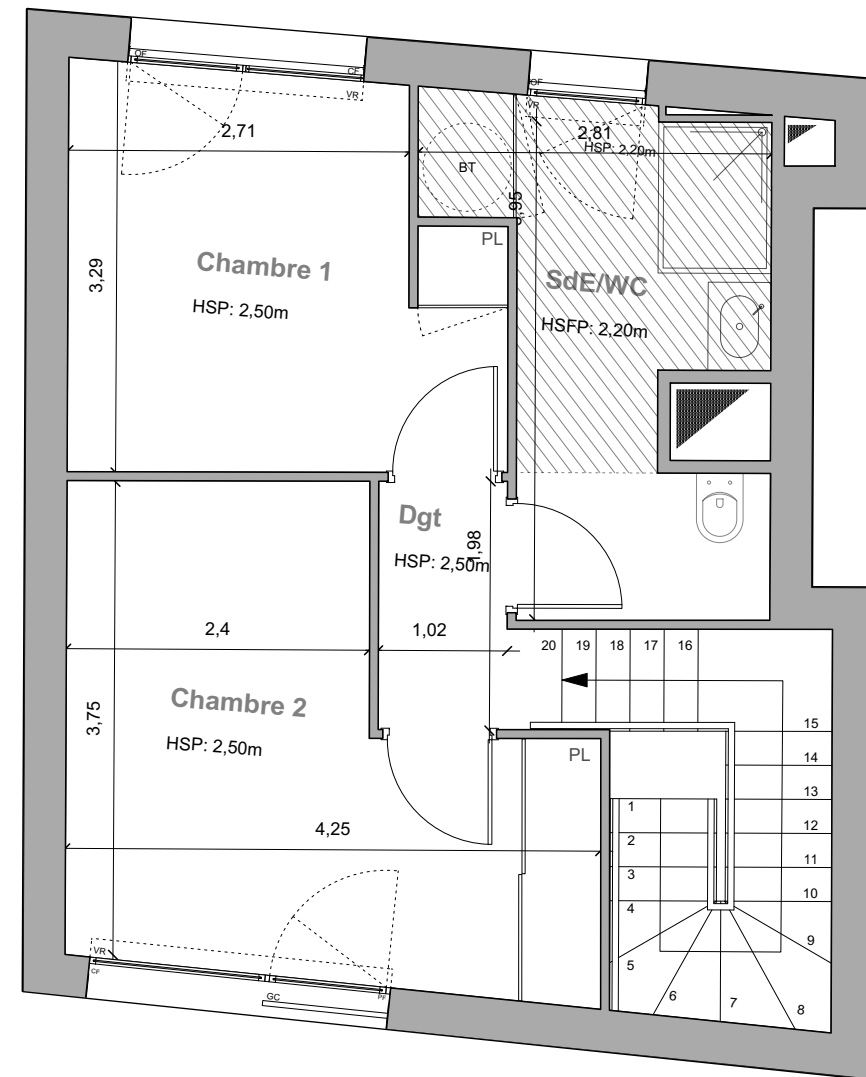 OF
CF
VR
OF
VR
2,71
2,81
HSP: 2,20m
BT
PL
3,29
Chambre 1
HSP: 2,50m
SdE/WC
HSFP: 2,20m
Dgt
HSP: 2,50m
1,98
2,4
1,02
20 19 18 17 16
Chambre 2
HSP: 2,50m
3,75
PL
15
14
13
12
11
10
9
8
7
6
5
4
3
2
1
4,25
VR
CF
GC
PF